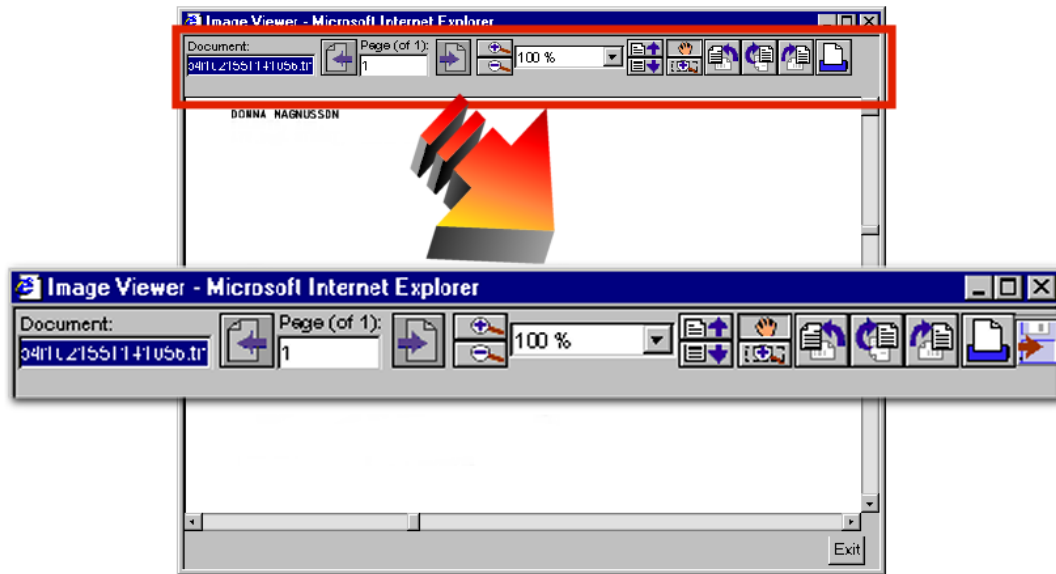 Image Viewer - Microsoft Internet Explorer
Document:
Page (of 1):
1
100 %
DONNA MAGNUSSON
Image Viewer - Microsoft Internet Explorer
Document:
Page (of 1):
1
100 %
Exit